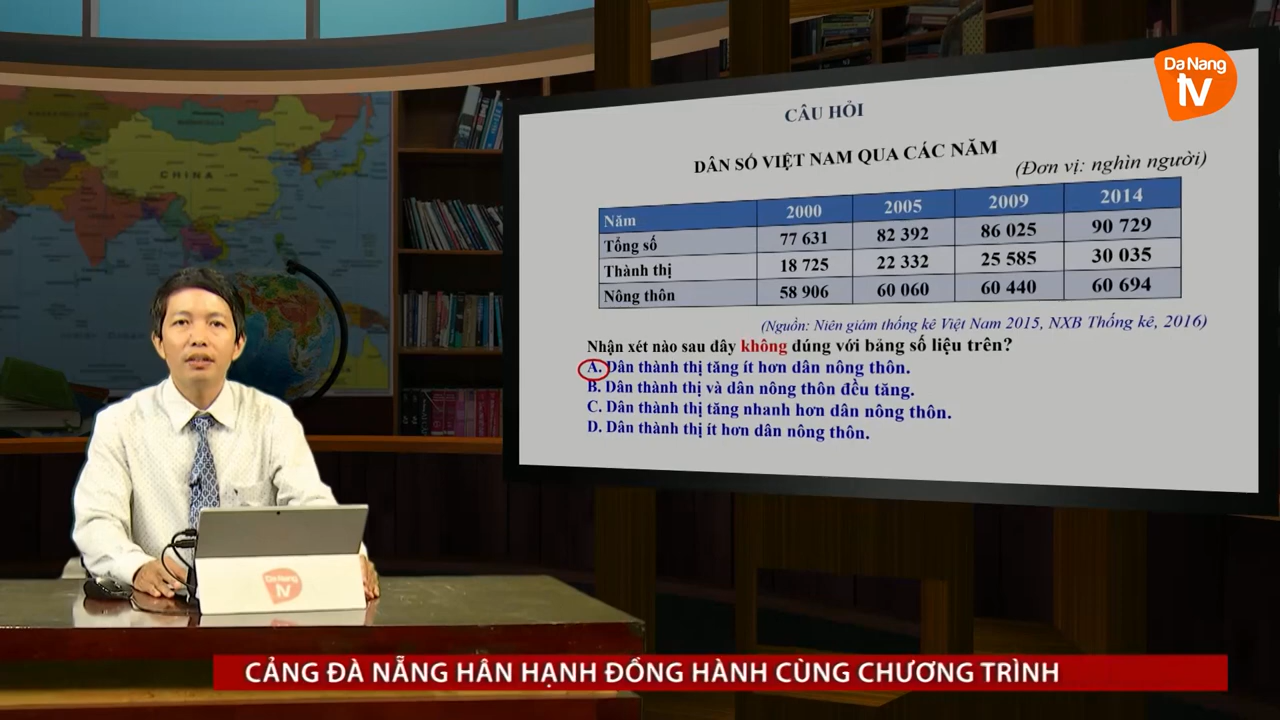 Da Nang
tv
CÂU HỎI
DÂN SỐ VIỆT NAM QUA CÁC NĂM
(Đơn vị: nghìn người)
Năm 2000 2005 2009 2014
Tổng số 77 631 82 392 86 025 90 729
Thành thị 18 725 22 332 25 585 30 035
Nông thôn 58 906 60 060 60 440 60 694
(Nguồn: Niên giám thống kê Việt Nam 2015, NXB Thống kê, 2016)
Nhận xét nào sau đây không đúng với bảng số liệu trên?
A. Dân thành thị tăng ít hơn dân nông thôn.
B. Dân thành thị và dân nông thôn đều tăng.
C. Dân thành thị tăng nhanh hơn dân nông thôn.
D. Dân thành thị ít hơn dân nông thôn.
CHINA
Da Nang
tv
CẢNG ĐÀ NẴNG HÂN HẠNH ĐỒNG HÀNH CÙNG CHƯƠNG TRÌNH